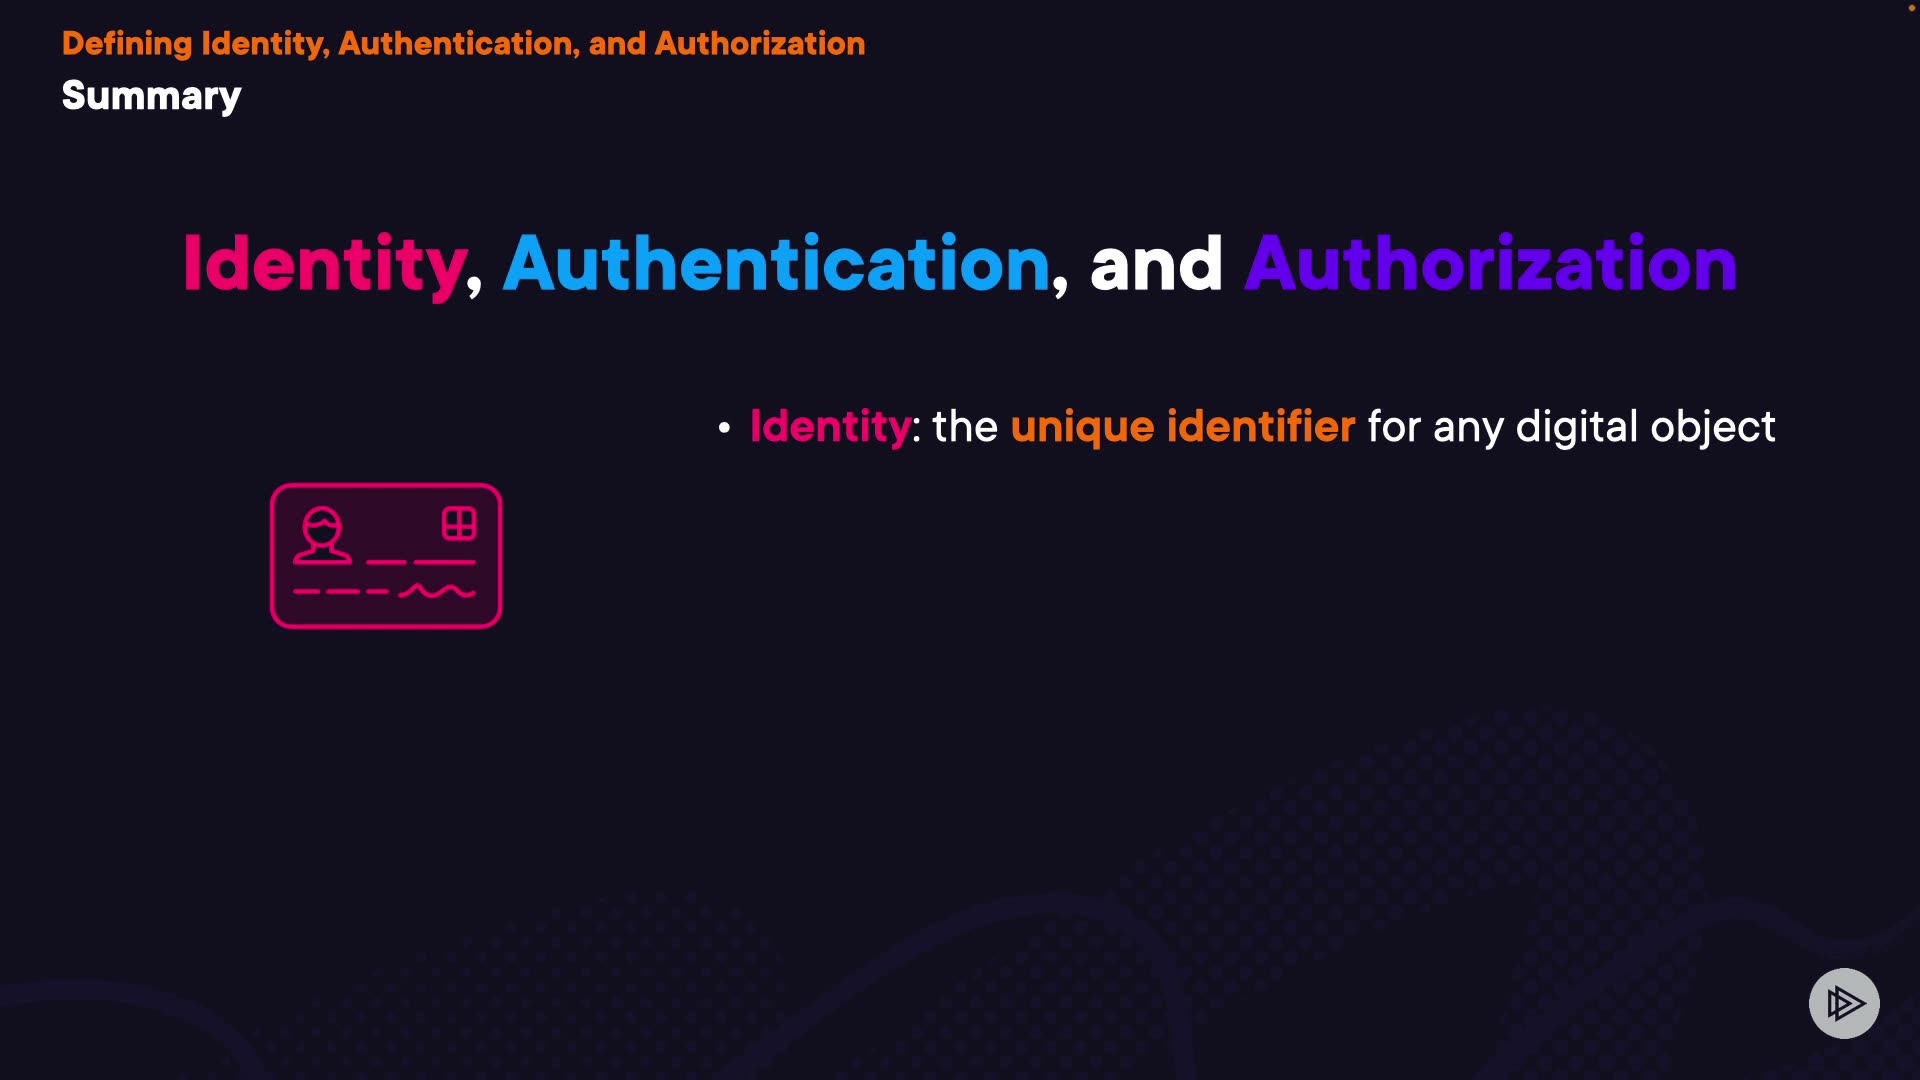 Defining Identity, Authentication, and Authorization
Summary
Identity, Authentication, and Authorization
• Identity: the unique identifier for any digital object